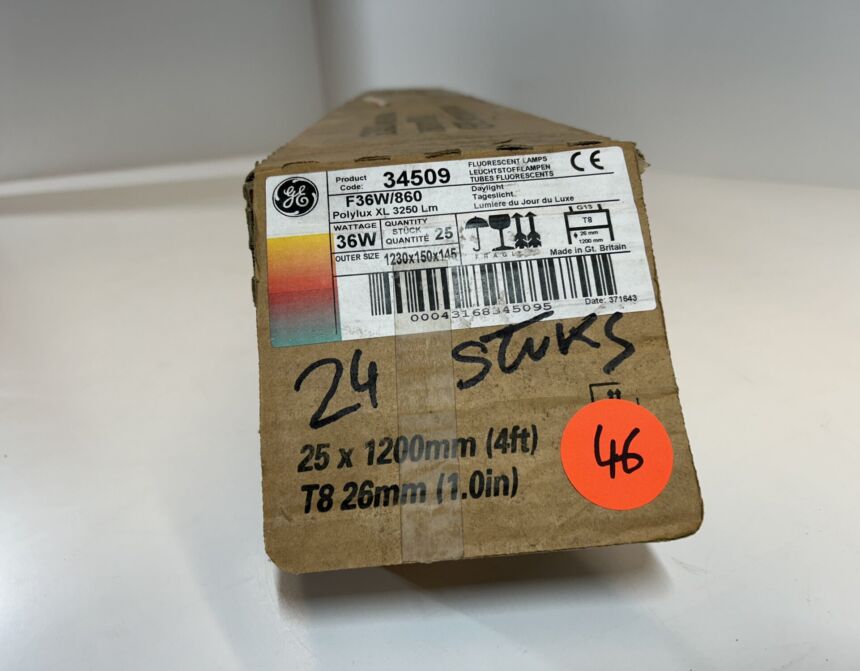 GE
Product Code: 34509
F36W/860
Polylux XL 3250 Lm
FLUORESCENT LAMPS
LEUCHTSTOFFLAMPEN
TUBES FLUORESCENTS
CE
Daylight
Tageslicht.
Lumiere du Jour du Luxe
WATTAGE
36W
QUANTITY
STÜCK
QUANTITÉ
25
FRAGILE
G13
T8
26 mm
1200 mm
Made in Gt. Britain
OUTER SIZE 1230x150x145
00043168345095
Date: 371643
24 stuks
25 x 1200mm (4ft)
T8 26mm (1.0in)
46